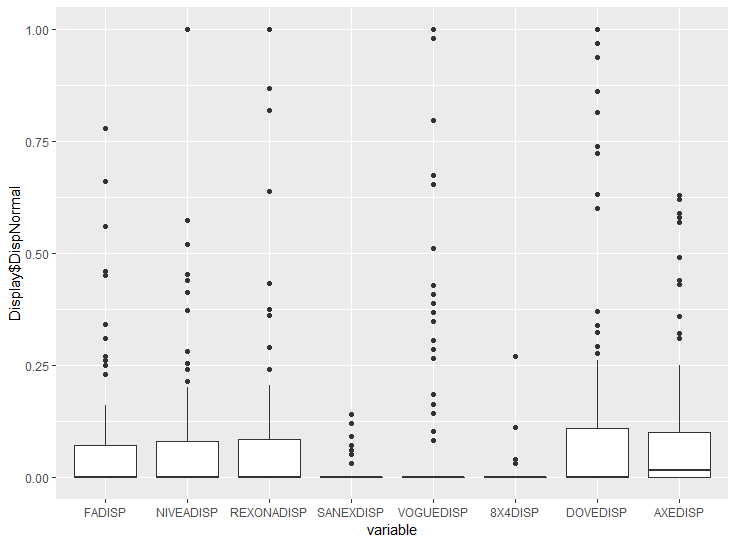 1.00
0.75
0.50
0.25
0.00
Display$DispNormal
FADISP NIVEADISP REXONADISP SANEXDISP VOGUEDISP 8X4DISP DOVEDISP AXEDISP
variable